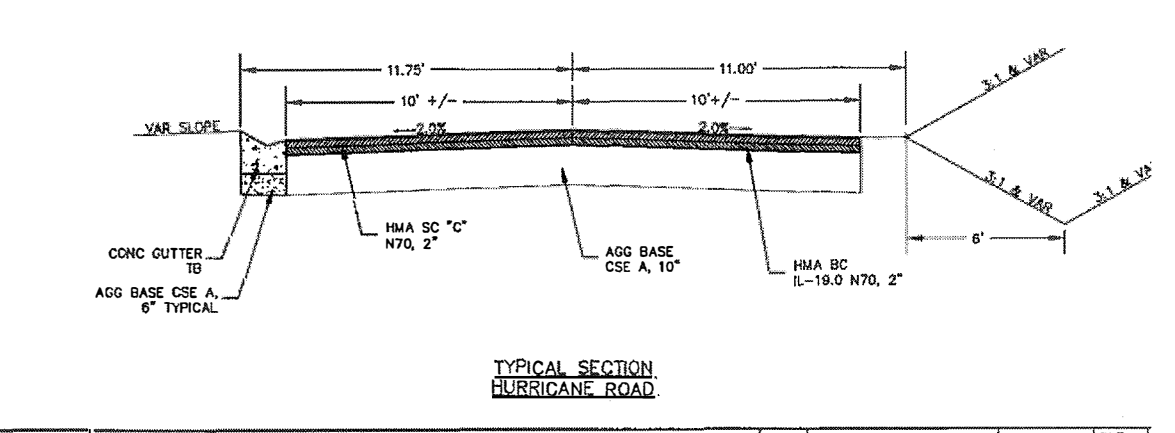 11.75'
11.00'
3:1 & VAR
10' +/-
10'+/-
VAR SLOPE
2.0%
2.0%
3:1 & VAR
3:1 & VAR
6'
HMA SC "C"
N70, 2"
CONC GUTTER
TB
AGG BASE
CSE A, 10"
HMA BC
IL-19.0 N70, 2"
AGG BASE CSE A,
6" TYPICAL
TYPICAL SECTION
HURRICANE ROAD